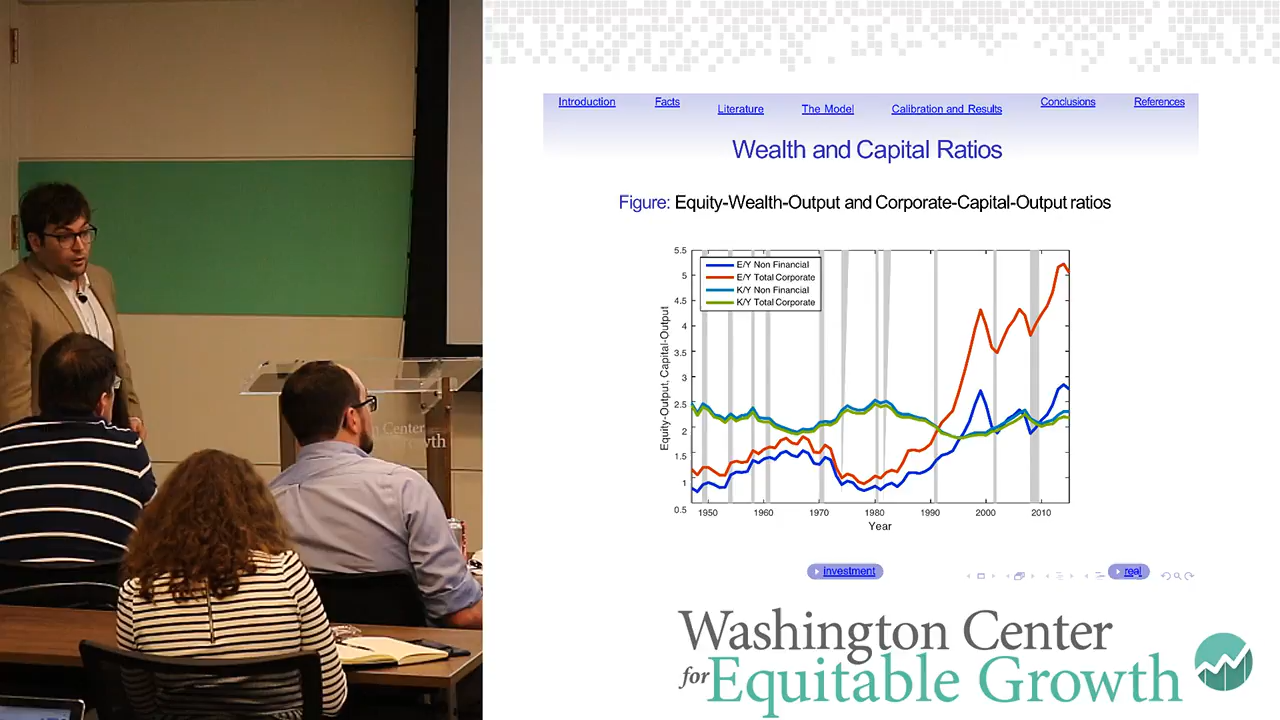 Introduction
Facts
Literature
The Model
Calibration and Results
Conclusions
References
Wealth and Capital Ratios
Figure: Equity-Wealth-Output and Corporate-Capital-Output ratios
Equity-Output, Capital-Output
5.5
5
4.5
4
3.5
3
2.5
2
1.5
1
0.5
E/Y Non Financial
E/Y Total Corporate
K/Y Non Financial
K/Y Total Corporate
1950 1960 1970 1980 1990 2000 2010
Year
investment
real
Center
Growth
Washington Center
for Equitable Growth